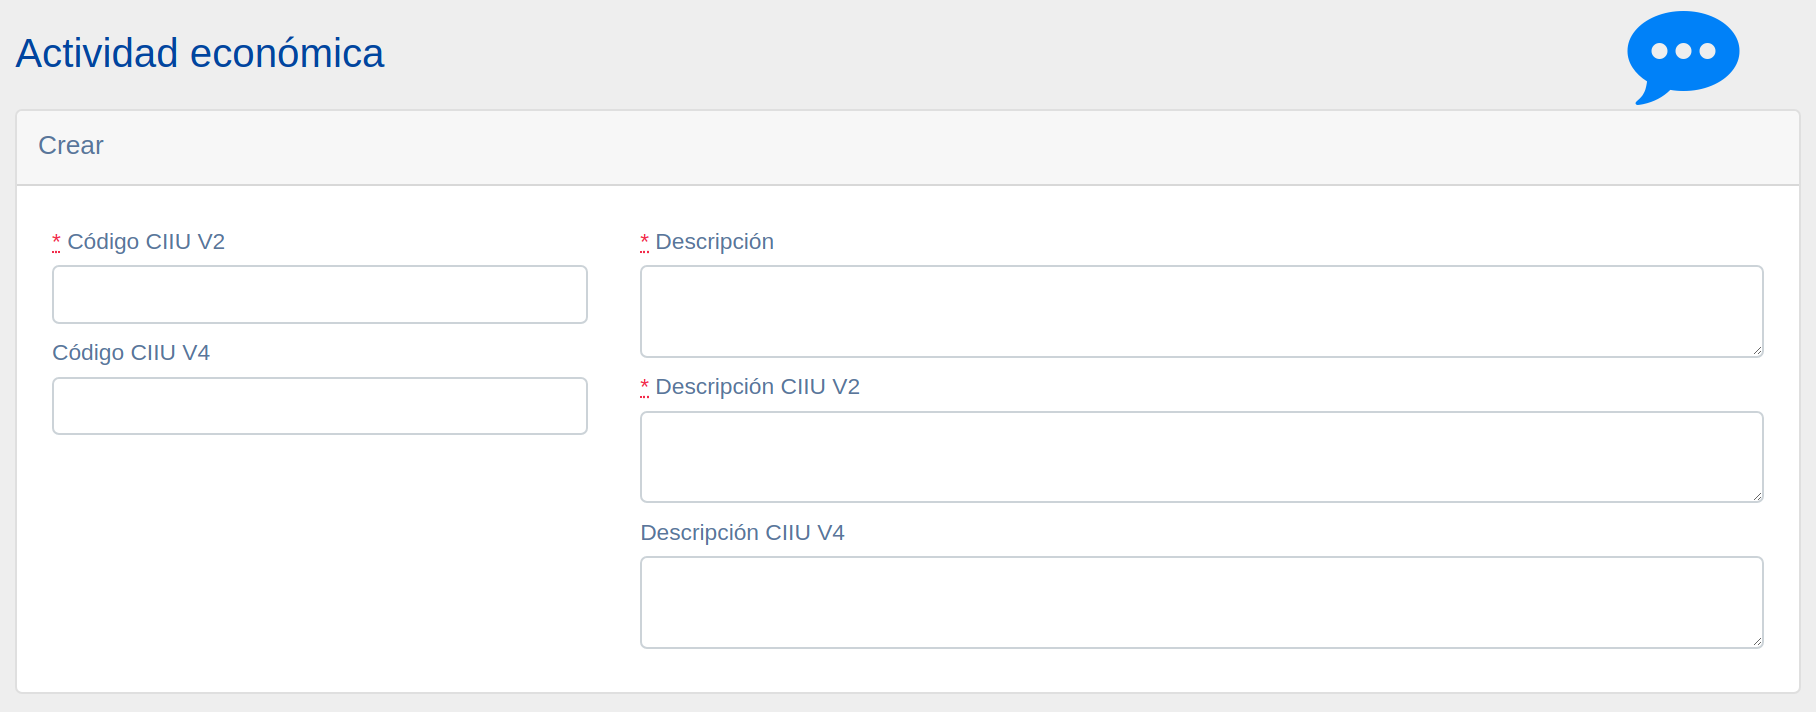 Actividad económica
Crear
* Código CIIU V2
Código CIIU V4
* Descripción
* Descripción CIIU V2
Descripción CIIU V4